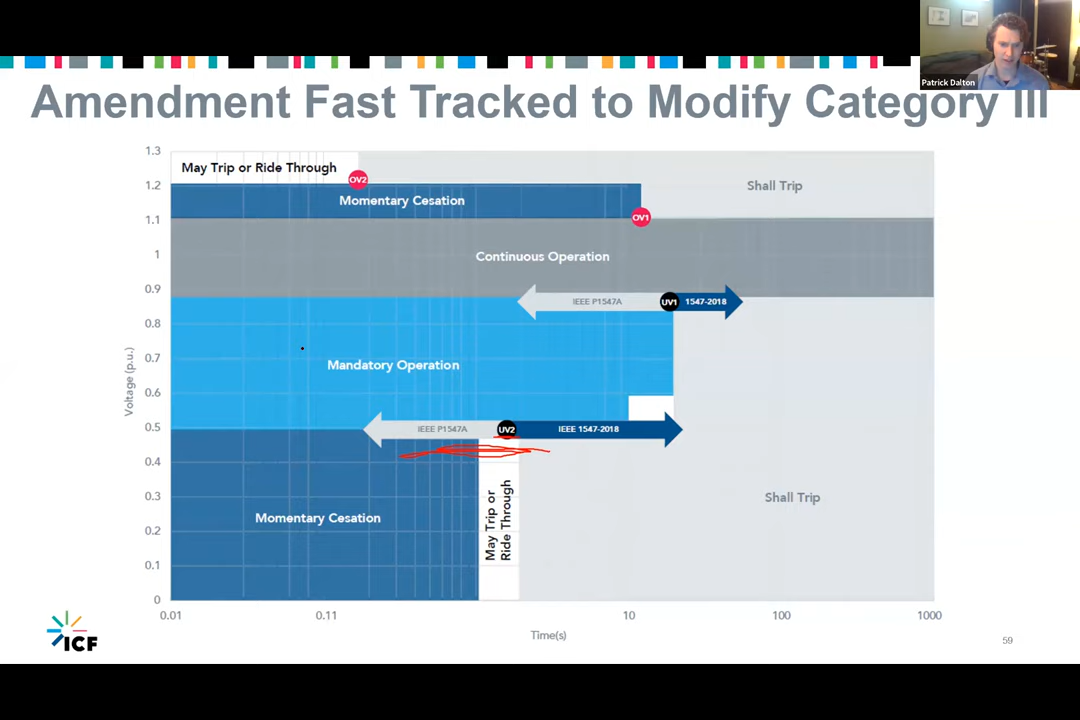 Patrick Dalton
Amendment Fast Tracked to Modify Category III
1.3
May Trip or Ride Through
OV2
Shall Trip
1.2
Momentary Cesation
OV1
1.1
1
Continuous Operation
0.9
IEEE P1547A
UV1
1547-2018
0.8
0.7
Mandatory Operation
0.6
0.5
IEEE P1547A
UV2
IEEE 1547-2018
0.4
0.3
0.2
0.1
0
Voltage (p.u.)
Momentary Cesation
May Trip or
Ride Through
Shall Trip
0.01
0.11
10
100
1000
Time(s)
ICF
59